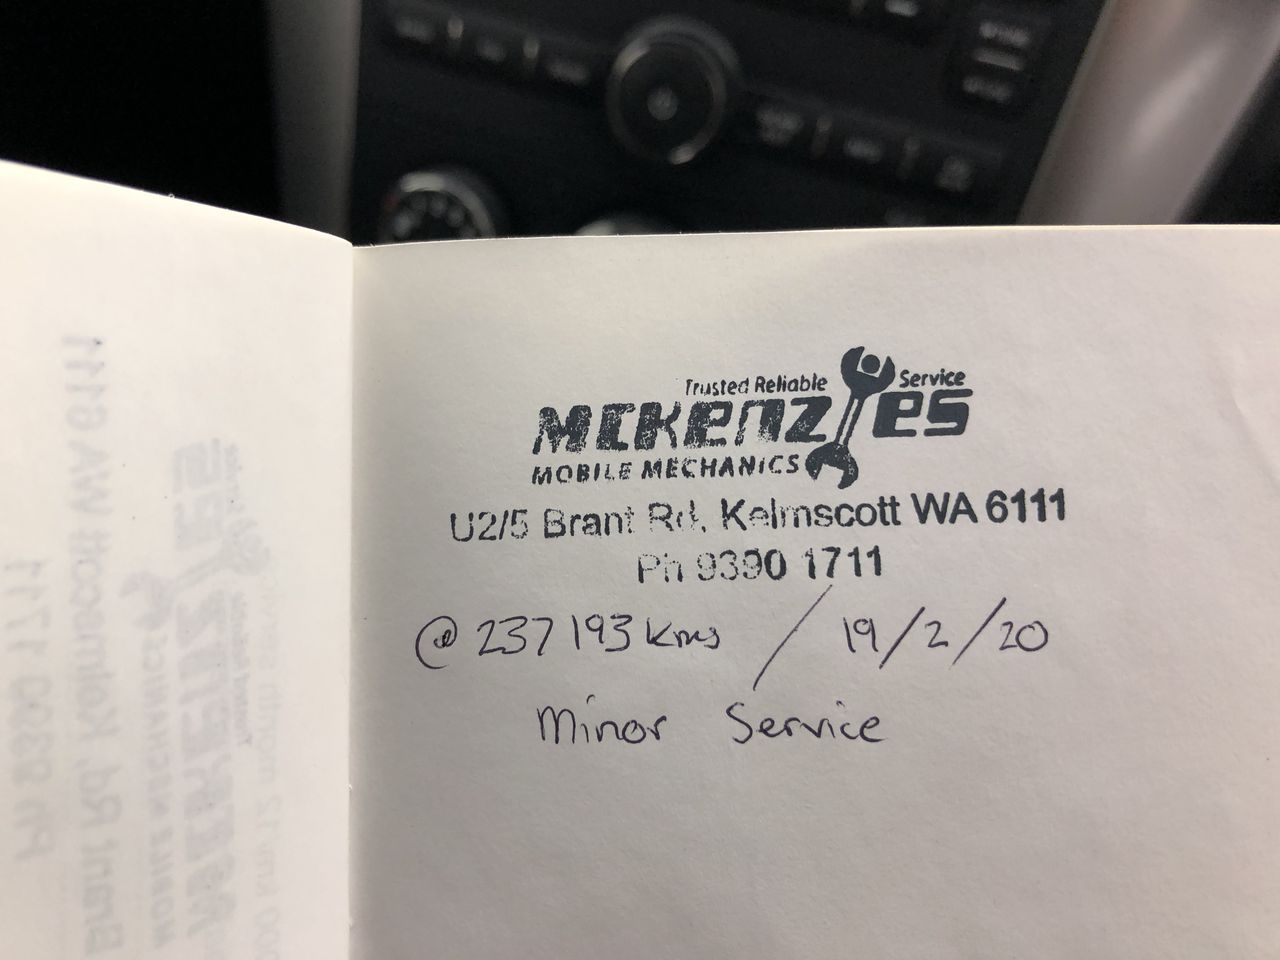 Trusted Reliable Service
MCKENZIES
MOBILE MECHANICS
U2/5 Brant Rd, Kelmscott WA 6111
Ph 9390 1711
@ 237193 kms / 19/2/20
Minor Service